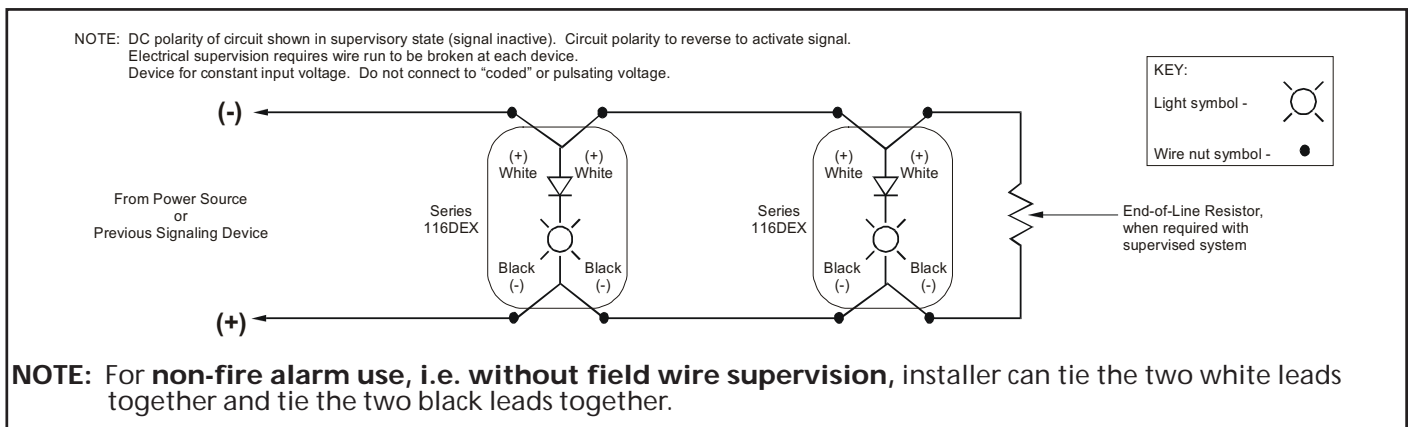 NOTE: DC polarity of circuit shown in supervisory state (signal inactive). Circuit polarity to reverse to activate signal.
Electrical supervision requires wire run to be broken at each device.
Device for constant input voltage. Do not connect to “coded” or pulsating voltage.
KEY:
Light symbol -
Wire nut symbol -
(-)
(+) (+)
White White
(+) (+)
White White
From Power Source
or
Previous Signaling Device
Series
116DEX
Series
116DEX
End-of-Line Resistor,
when required with
supervised system
Black Black
(-) (-)
Black Black
(-) (-)
(+)
NOTE: For non-fire alarm use, i.e. without field wire supervision, installer can tie the two white leads
together and tie the two black leads together.